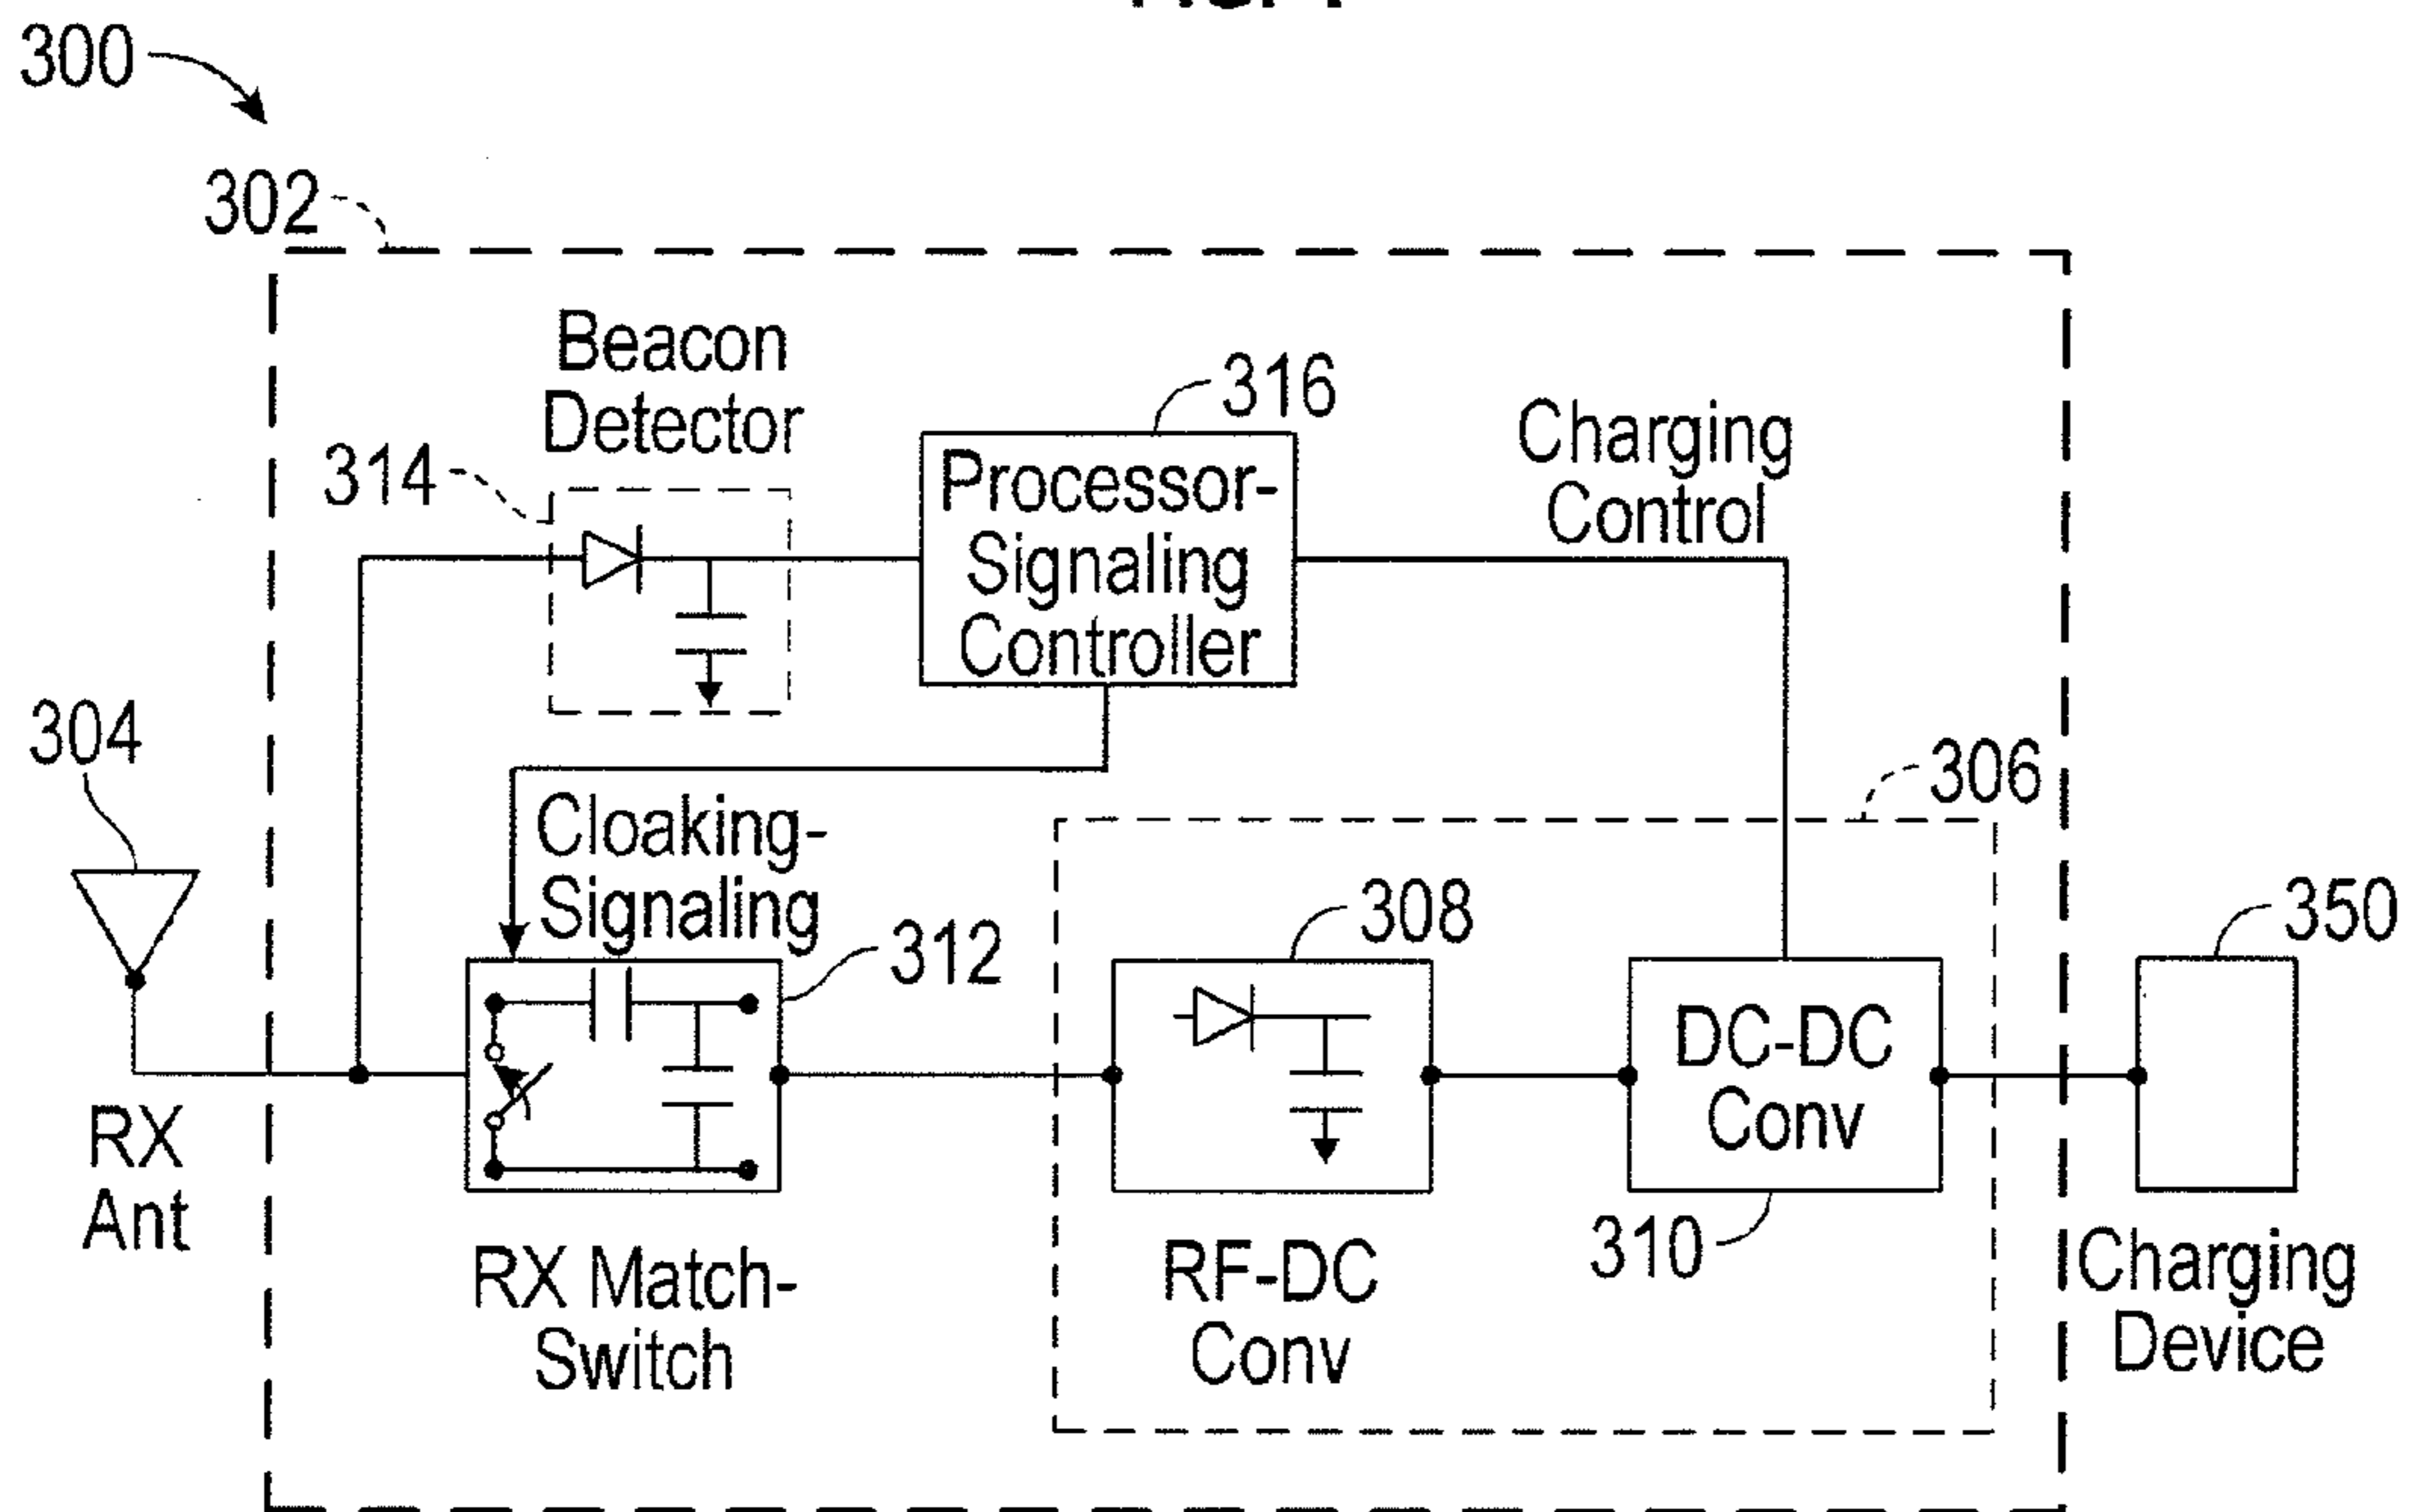 300
302
Beacon
Detector
314
316
Processor-
Signaling
Controller
Charging
Control
304
306
Cloaking-
Signaling
312
308
350
DC-DC
Conv
310
RX
Ant
RX Match-
Switch
RF-DC
Conv
Charging
Device